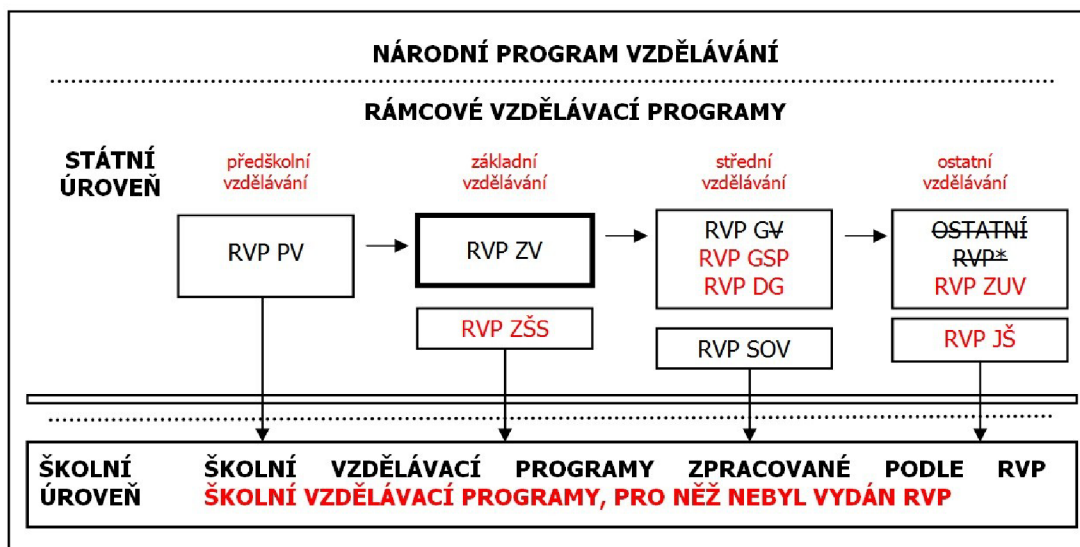 NÁRODNÍ PROGRAM VZDĚLÁVÁNÍ
RÁMCOVÉ VZDĚLÁVACÍ PROGRAMY
STÁTNÍ
ÚROVEŇ
předškolní
vzdělávání
základní
vzdělávání
střední
vzdělávání
ostatní
vzdělávání
RVP PV
RVP ZV
RVP GV
RVP GSP
RVP DG
OSTATNÍ
RVP*
RVP ZUV
RVP ZŠS
RVP SOV
RVP JŠ
ŠKOLNÍ
ÚROVEŇ
ŠKOLNÍ VZDĚLÁVACÍ PROGRAMY ZPRACOVANÉ PODLE RVP
ŠKOLNÍ VZDĚLÁVACÍ PROGRAMY, PRO NĚŽ NEBYL VYDÁN RVP